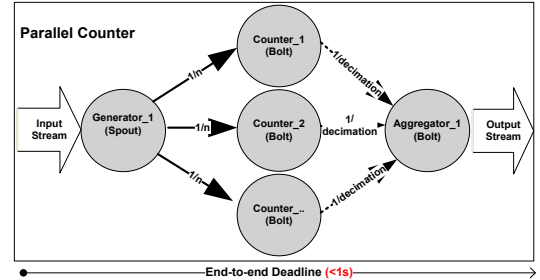 Parallel Counter
Input
Stream
Generator_1
(Spout)
1/n
1/n
1/n
Counter_1
(Bolt)
Counter_2
(Bolt)
Counter_..
(Bolt)
1/decimation
1/
decimation
1/decimation
Aggregator_1
(Bolt)
Output
Stream
End-to-end Deadline (<1s)